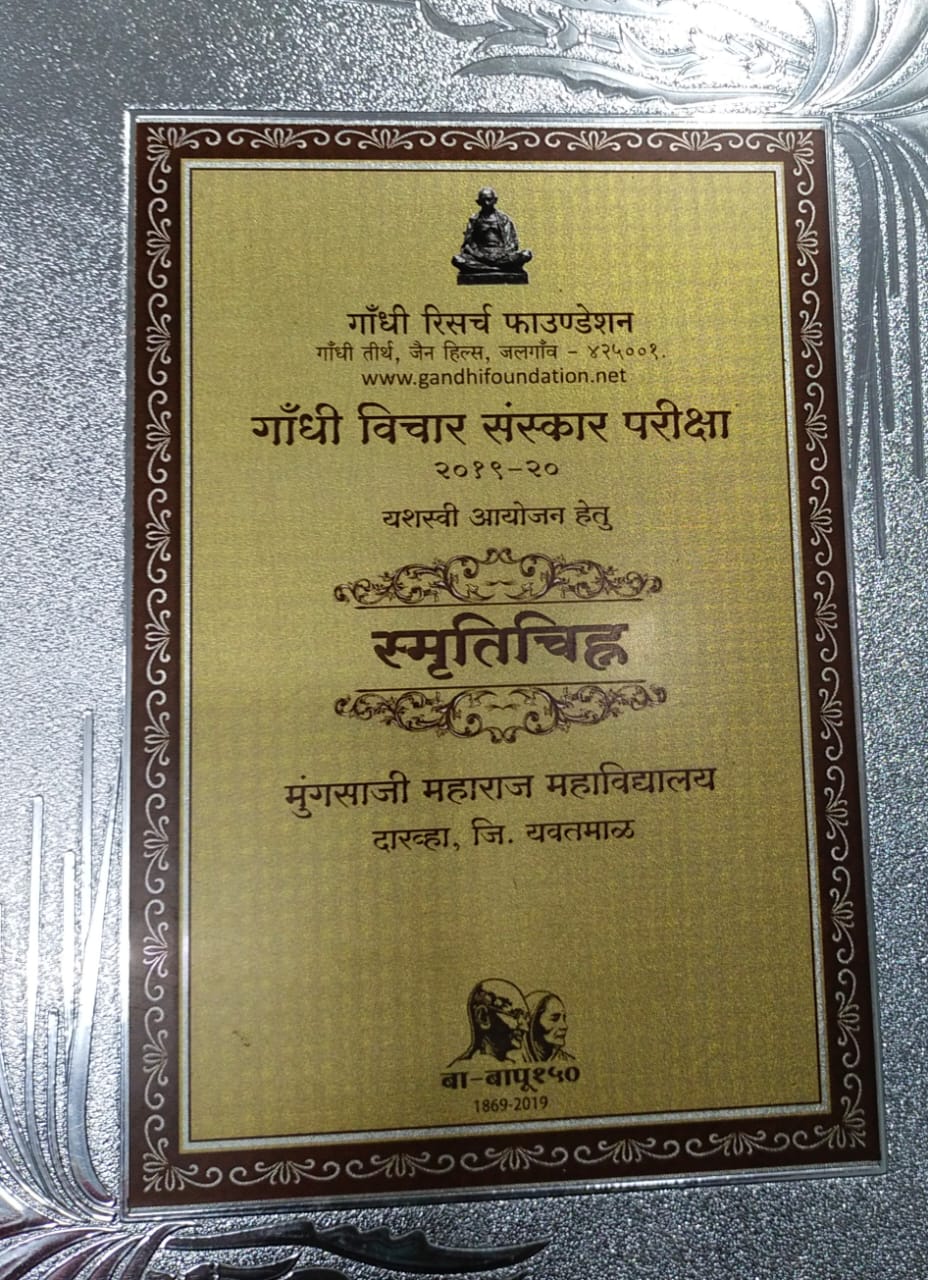 गाँधी रिसर्च फाउण्डेशन
गाँधी तीर्थ, जैन हिल्स, जलगाँव - ४२५००१.
www.gandhifoundation.net
गाँधी विचार संस्कार परीक्षा
२०१९-२०
यशस्वी आयोजन हेतु
स्मृतिचिह्न
मुंगसाजी महाराज महाविद्यालय
दारव्हा, जि. यवतमाळ
बा-बापू१५०
1869-2019